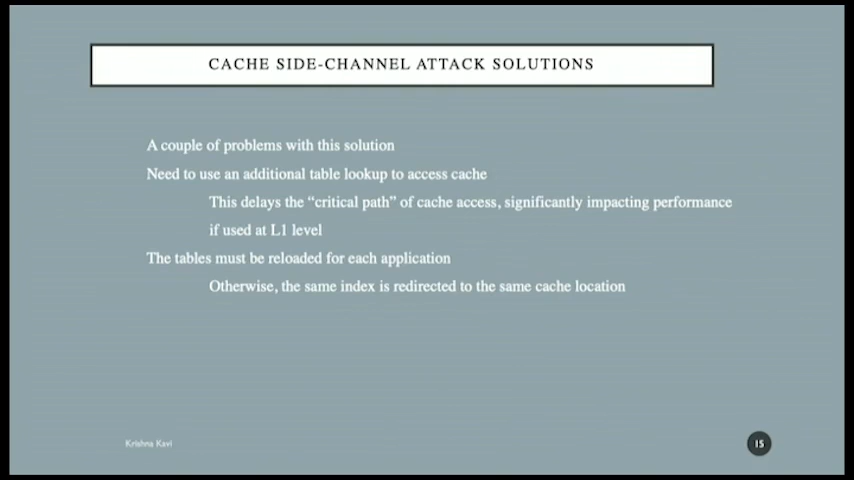 CACHE SIDE-CHANNEL ATTACK SOLUTIONS
A couple of problems with this solution
Need to use an additional table lookup to access cache
This delays the “critical path” of cache access, significantly impacting performance
if used at L1 level
The tables must be reloaded for each application
Otherwise, the same index is redirected to the same cache location
Krishna Kavi
15